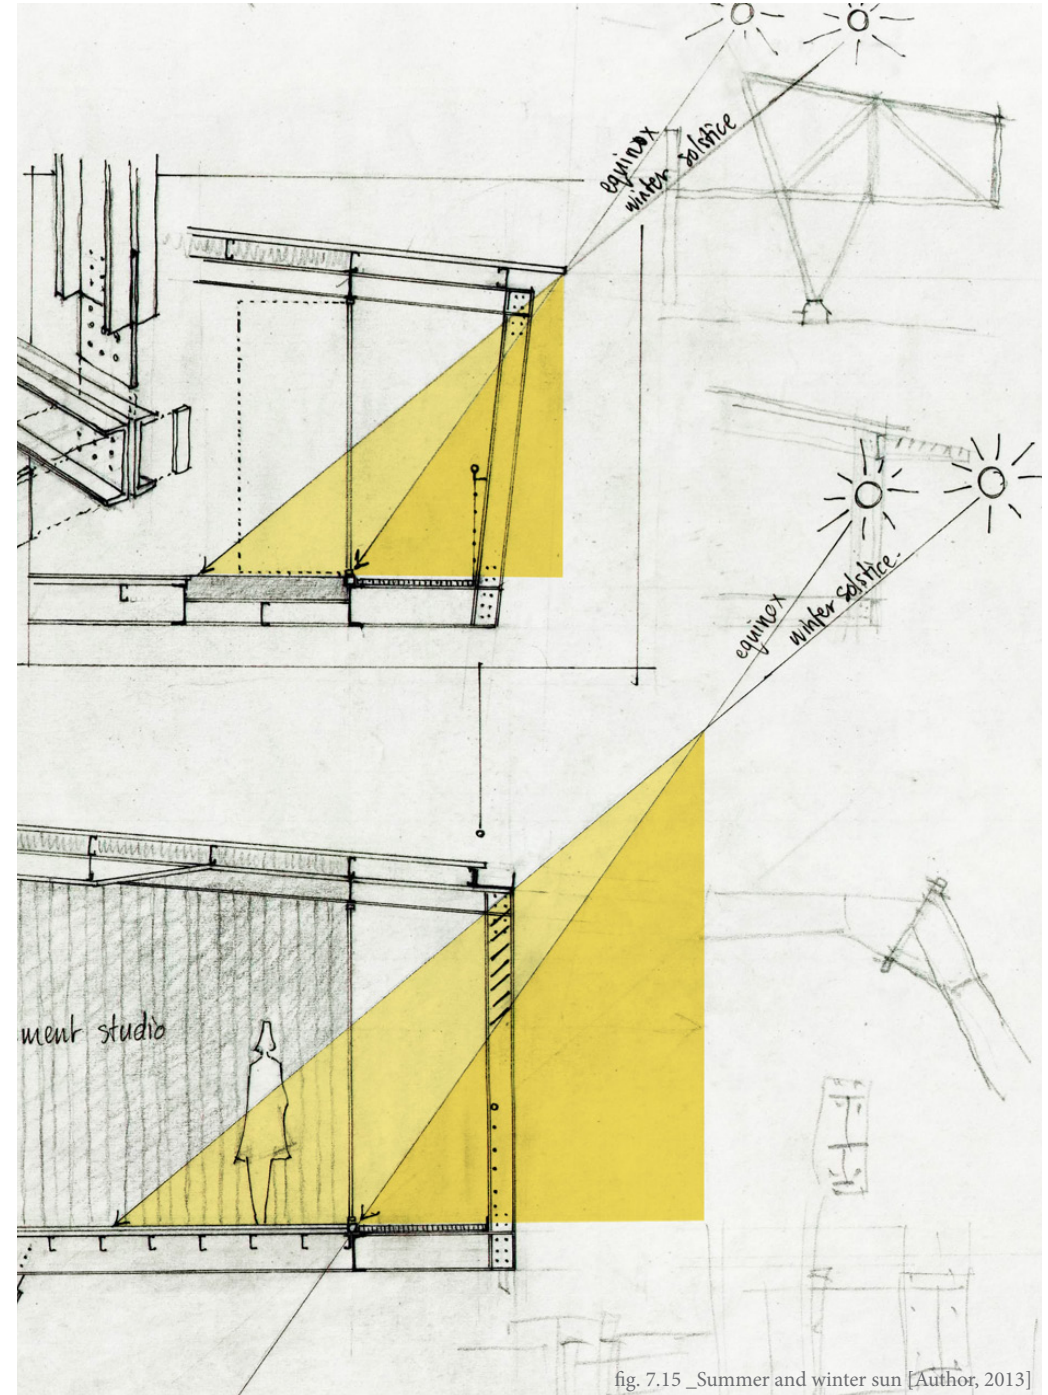 equinox
winter solstice
equinox
winter solstice
ment studio
fig. 7.15 _Summer and winter sun [Author, 2013]